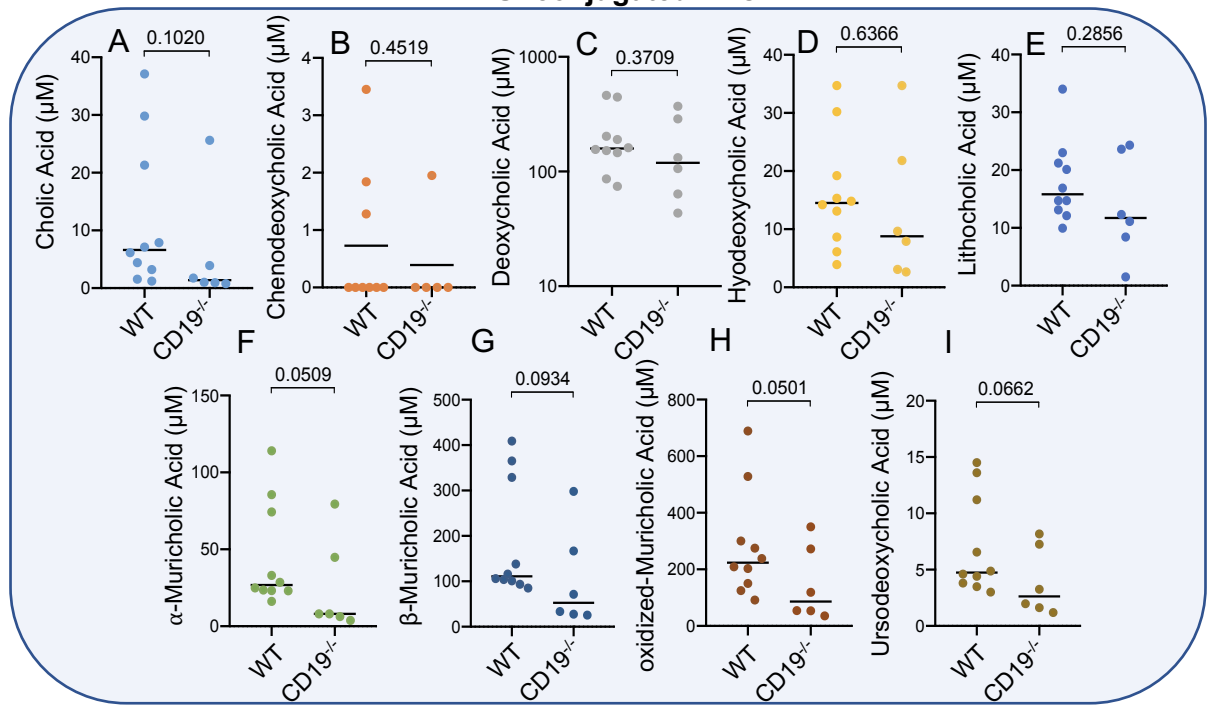 A
0.1020
Cholic Acid (µM)
40
30
20
10
0
WT
CD19-/-
B
0.4519
Chenodeoxycholic Acid (µM)
4
3
2
1
0
WT
CD19-/-
C
0.3709
Deoxycholic Acid (µM)
1000
100
10
WT
CD19-/-
D
0.6366
Hyodeoxycholic Acid (µM)
40
30
20
10
0
WT
CD19-/-
E
0.2856
Lithocholic Acid (µM)
40
30
20
10
0
WT
CD19-/-
F
0.0509
α-Muricholic Acid (µM)
150
100
50
0
WT
CD19-/-
G
0.0934
β-Muricholic Acid (µM)
500
400
300
200
100
0
WT
CD19-/-
H
0.0501
oxidized-Muricholic Acid (µM)
800
600
400
200
0
WT
CD19-/-
I
0.0662
Ursodeoxycholic Acid (µM)
20
15
10
5
0
WT
CD19-/-